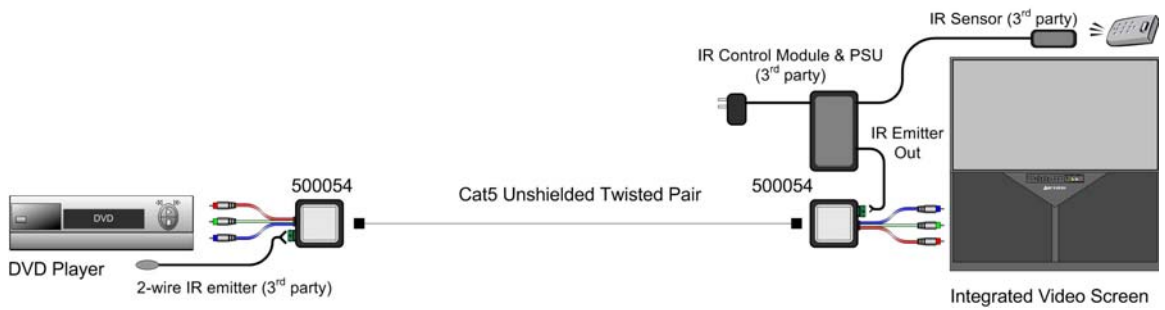 IR Sensor (3rd party)
IR Control Module & PSU
(3rd party)
IR Emitter
Out
500054
Cat5 Unshielded Twisted Pair
500054
DVD
DVD Player
2-wire IR emitter (3rd party)
Integrated Video Screen